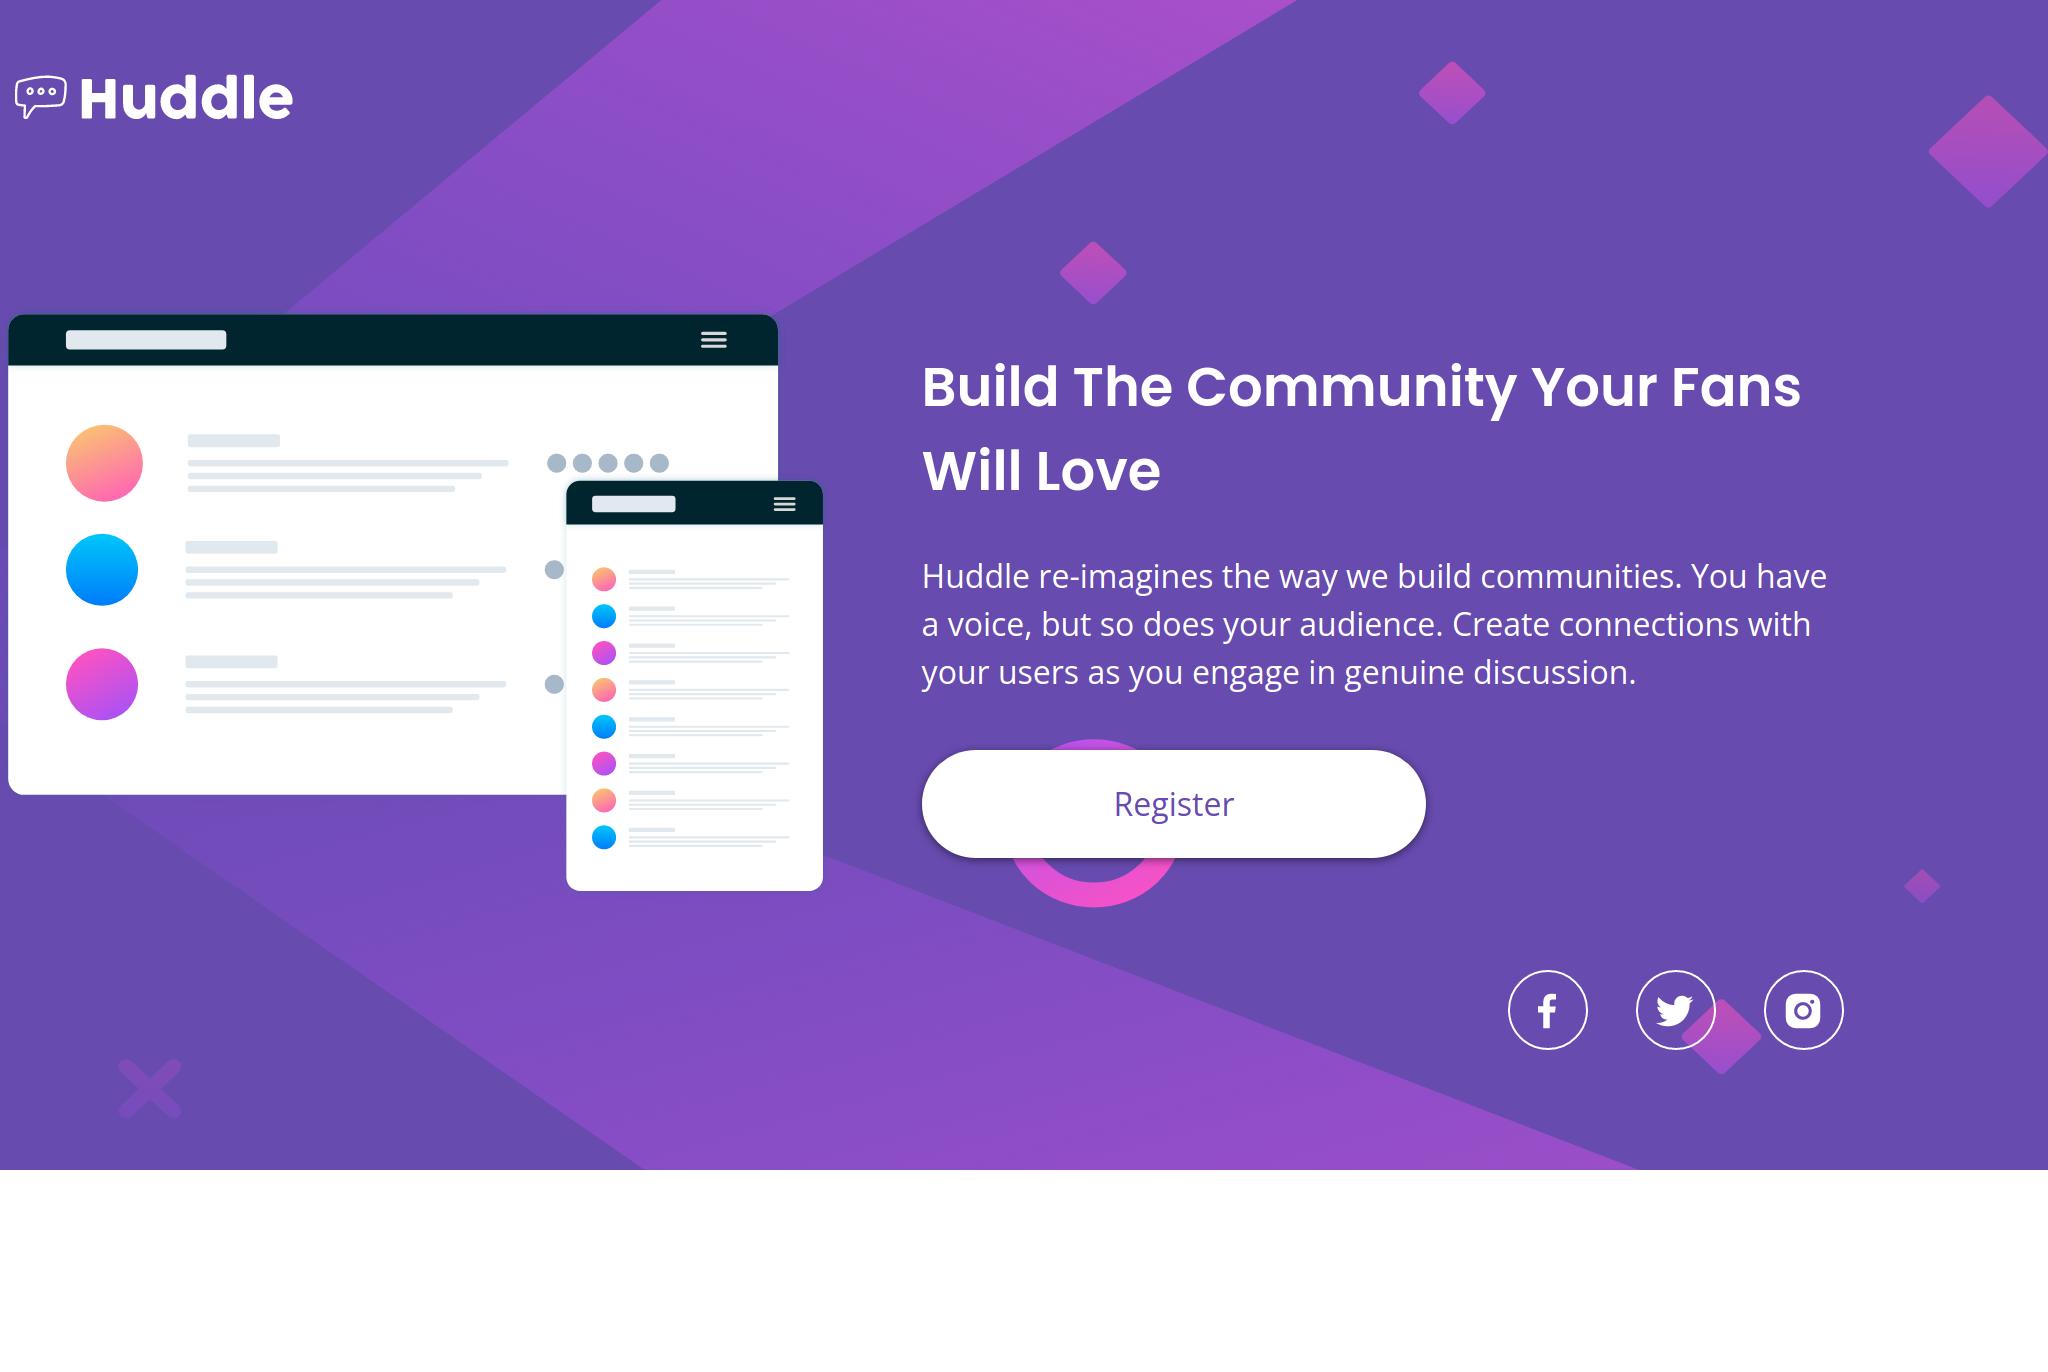 Huddle
Build The Community Your Fans
Will Love
Huddle re-imagines the way we build communities. You have
a voice, but so does your audience. Create connections with
your users as you engage in genuine discussion.
Register